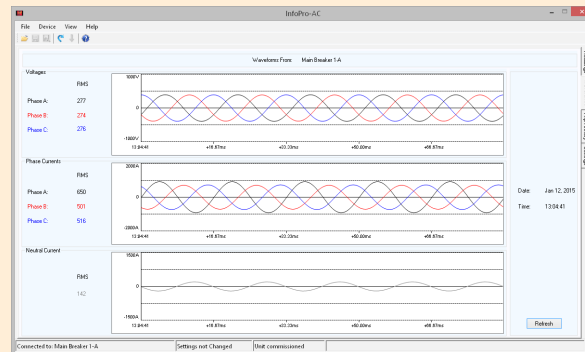 InfoPro-AC
File Device View Help
Waveforms From: Main Breaker 1-A
Voltages
RMS
Phase A: 277
Phase B: 274
Phase C: 276
1000V
0
-1000V
13:04:41 +16.67ms +33.33ms +50.00ms +66.67ms
Phase Currents
RMS
Phase A: 650
Phase B: 501
Phase C: 516
2000A
0
-2000A
13:04:41 +16.67ms +33.33ms +50.00ms +66.67ms
Neutral Current
RMS
142
1500A
0
-1500A
13:04:41 +16.67ms +33.33ms +50.00ms +66.67ms
Date: Jan 12, 2015
Time: 13:04:41
Refresh
Connected to: Main Breaker 1-A Settings not Changed Unit commissioned